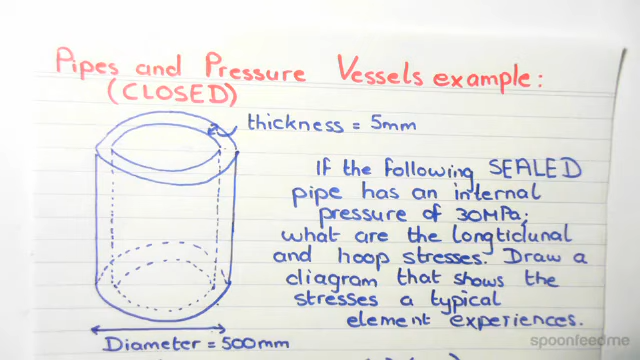 Pipes and Pressure Vessels example:
(CLOSED)
thickness = 5mm
If the following SEALED
pipe has an internal
pressure of 30MPa;
what are the longtidunal
and hoop stresses. Draw a
diagram that shows the
stresses a typical
element experiences.
Diameter = 500mm
spoonfeedme